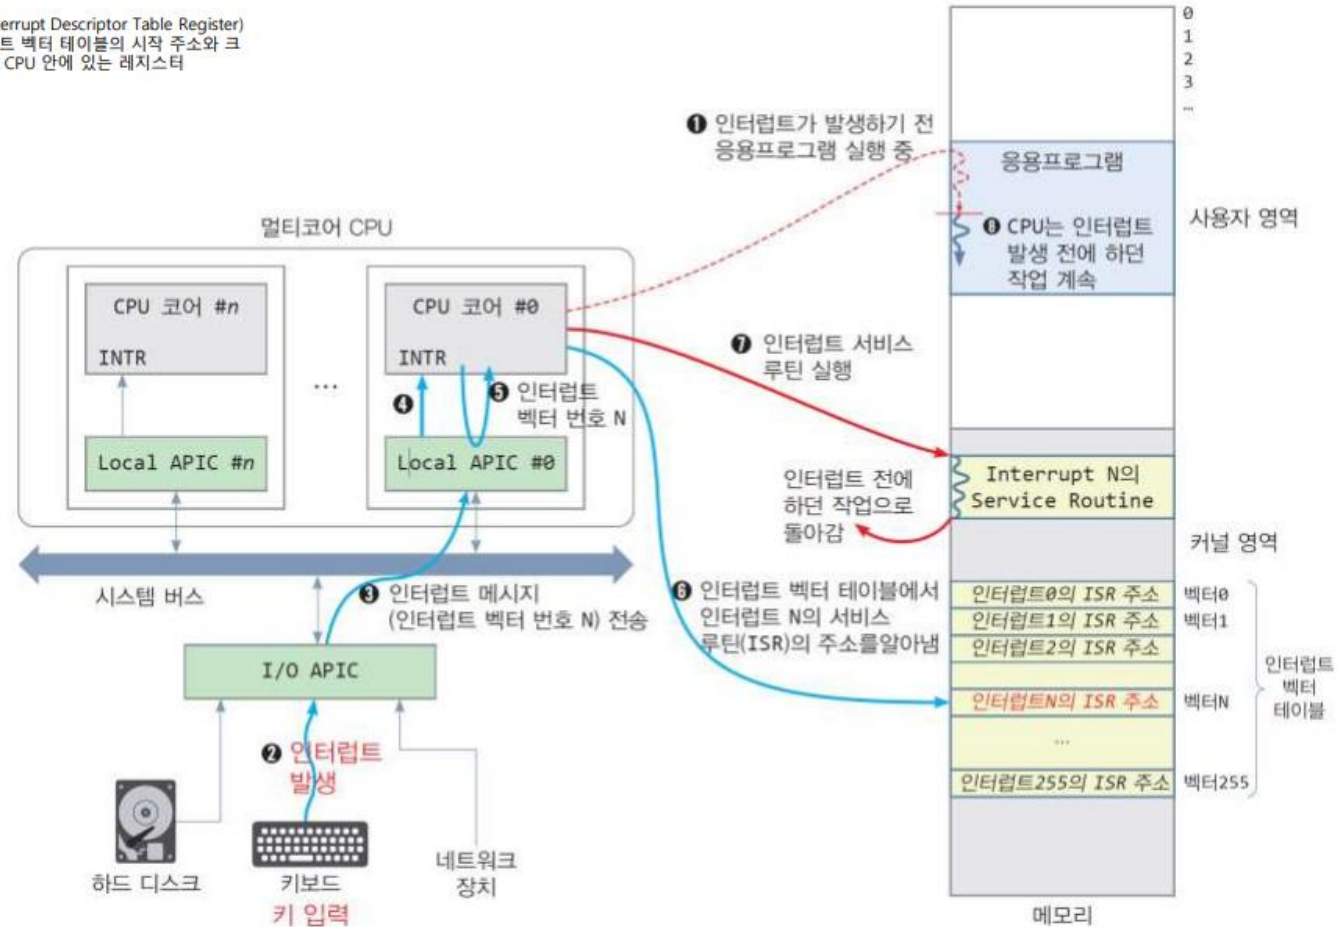 errupt Descriptor Table Register)
트 벡터 테이블의 시작 주소와 크
CPU 안에 있는 레지스터
0
1
2
3
…
❶ 인터럽트가 발생하기 전
응용프로그램 실행 중
응용프로그램
❽ CPU는 인터럽트
발생 전에 하던
작업 계속
사용자 영역
멀티코어 CPU
CPU 코어 #n
INTR
Local APIC #n
…
CPU 코어 #0
INTR
❹
❺ 인터럽트
벡터 번호 N
Local APIC #0
❼ 인터럽트 서비스
루틴 실행
Interrupt N의
Service Routine
인터럽트 전에
하던 작업으로
돌아감
커널 영역
시스템 버스
❸ 인터럽트 메시지
(인터럽트 벡터 번호 N) 전송
❻ 인터럽트 벡터 테이블에서
인터럽트 N의 서비스
루틴(ISR)의 주소를알아냄
인터럽트0의 ISR 주소 벡터0
인터럽트1의 ISR 주소 벡터1
인터럽트2의 ISR 주소
인터럽트N의 ISR 주소 벡터N
…
인터럽트255의 ISR 주소 벡터255
인터럽트
벡터
테이블
I/O APIC
❷ 인터럽트
발생
하드 디스크
키보드
키 입력
네트워크
장치
메모리